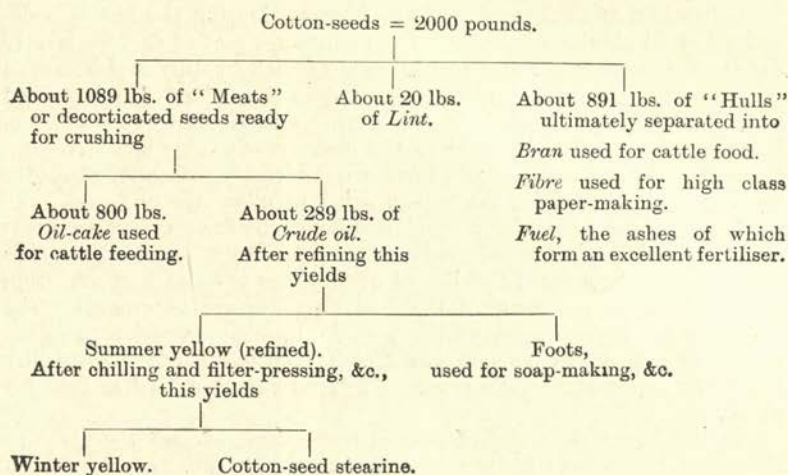 Cotton-seeds = 2000 pounds.
About 1089 lbs. of "Meats"
or decorticated seeds ready
for crushing
About 20 lbs.
of Lint.
About 891 lbs. of "Hulls"
ultimately separated into
Bran used for cattle food.
Fibre used for high class
paper-making.
Fuel, the ashes of which
form an excellent fertiliser.
About 800 lbs.
Oil-cake used
for cattle feeding.
About 289 lbs. of
Crude oil.
After refining this
yields
Summer yellow (refined).
After chilling and filter-pressing, &c.,
this yields
Foots,
used for soap-making, &c.
Winter yellow.
Cotton-seed stearine.